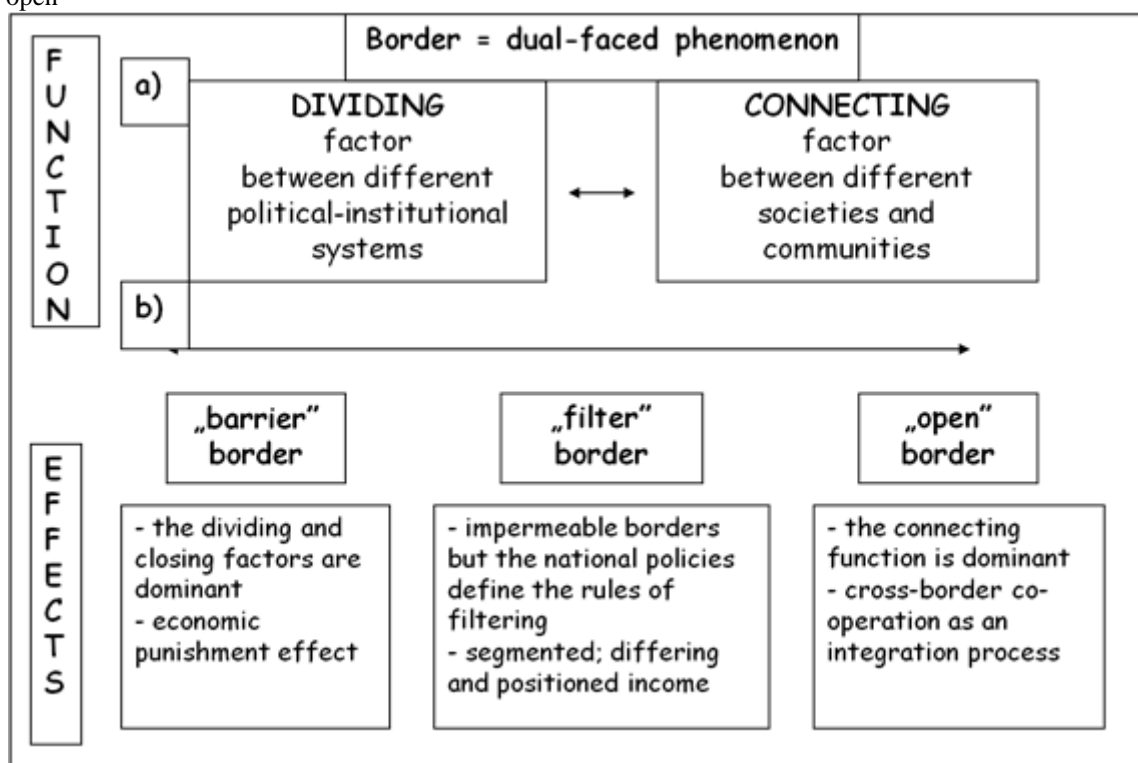 open
Border = dual-faced phenomenon
FUNCTION
a)
DIVIDING
factor
between different
political-institutional
systems
CONNECTING
factor
between different
societies and
communities
b)
„barrier”
border
„filter”
border
„open”
border
EFFECTS
- the dividing and
closing factors are
dominant
- economic
punishment effect
- impermeable borders
but the national policies
define the rules of
filtering
- segmented; differing
and positioned income
- the connecting
function is dominant
- cross-border co-
operation as an
integration process